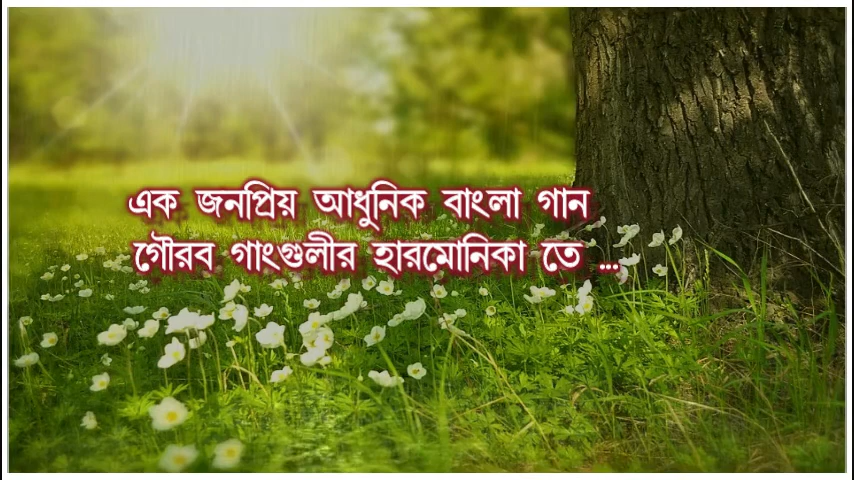 এক জনপ্রিয় আধুনিক বাংলা গান
গৌরব গাংগুলীর হারমোনিকা তে ...